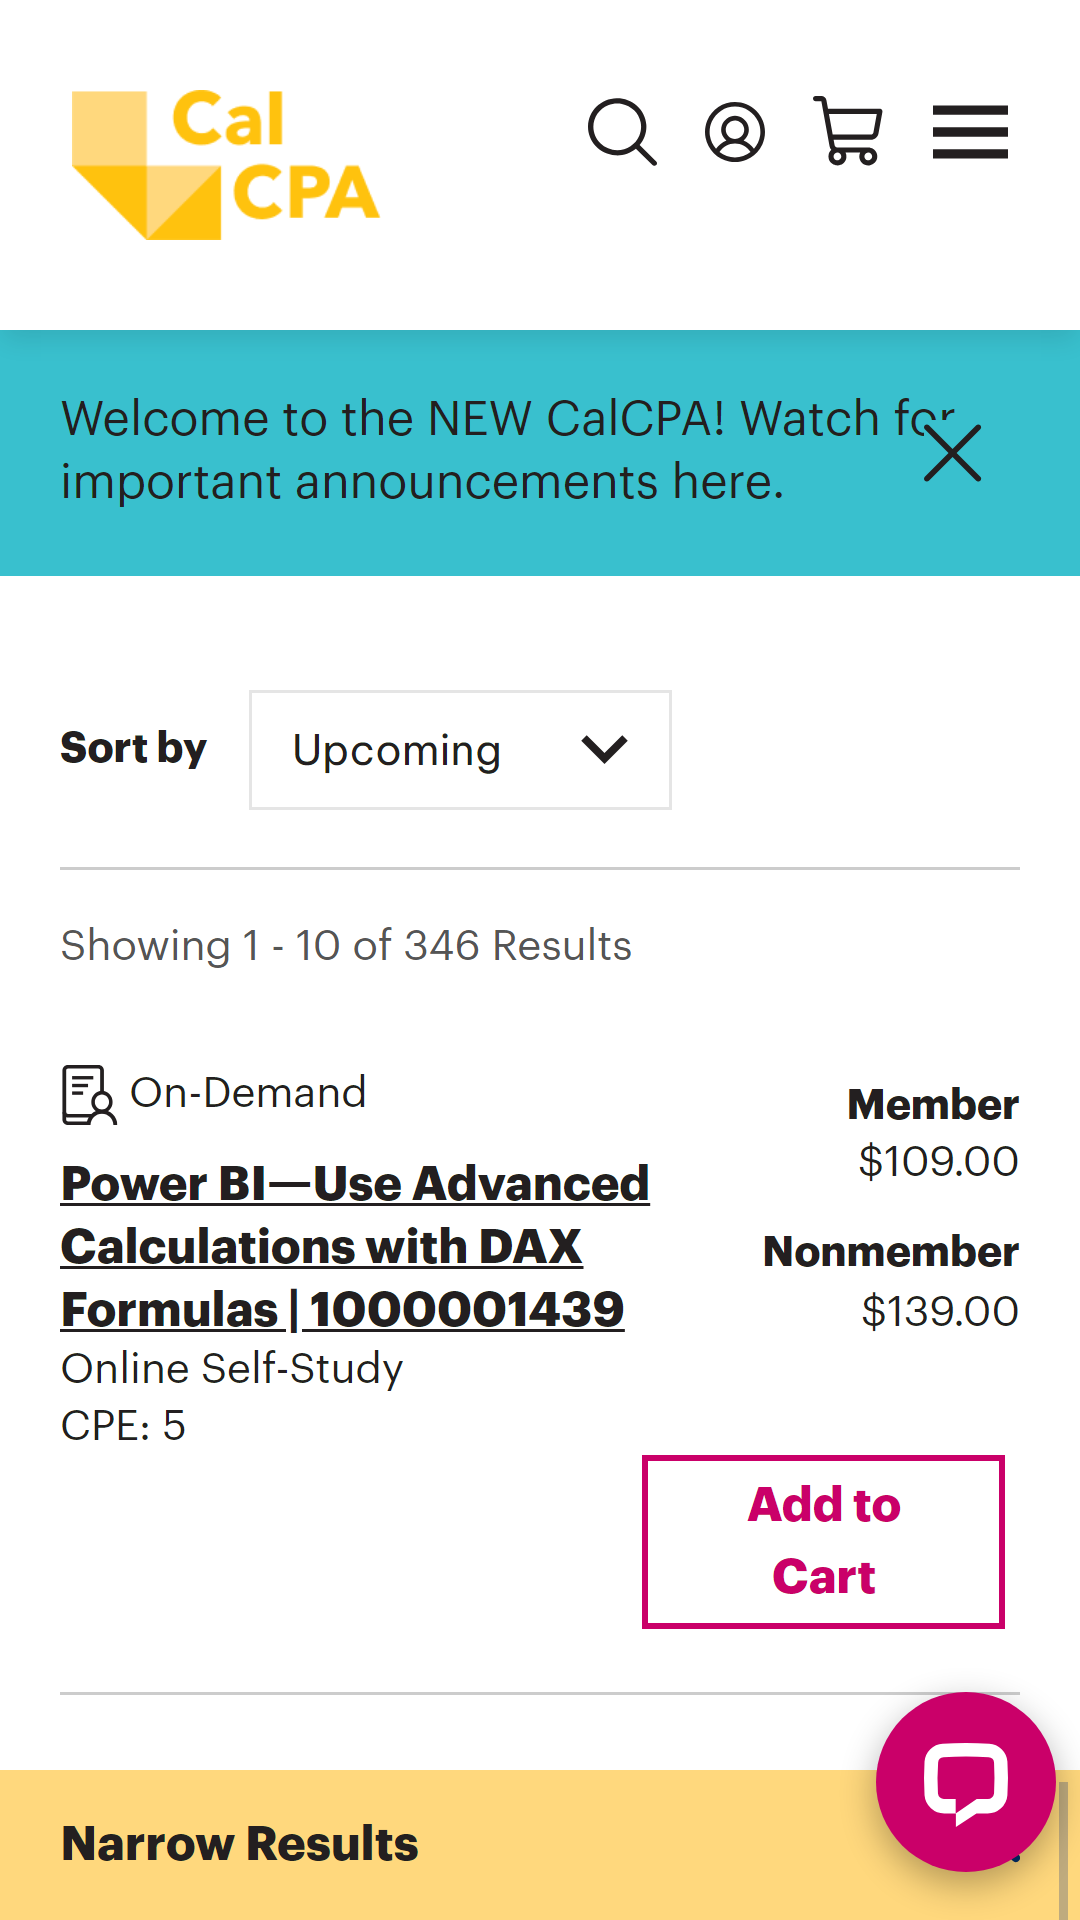 Cal
CPA
Welcome to the NEW CalCPA! Watch for
important announcements here.
Sort by
Upcoming
Showing 1 - 10 of 346 Results
On-Demand
Power BI—Use Advanced
Calculations with DAX
Formulas | 1000001439
Online Self-Study
CPE: 5
Member
$109.00
Nonmember
$139.00
Add to
Cart
Narrow Results